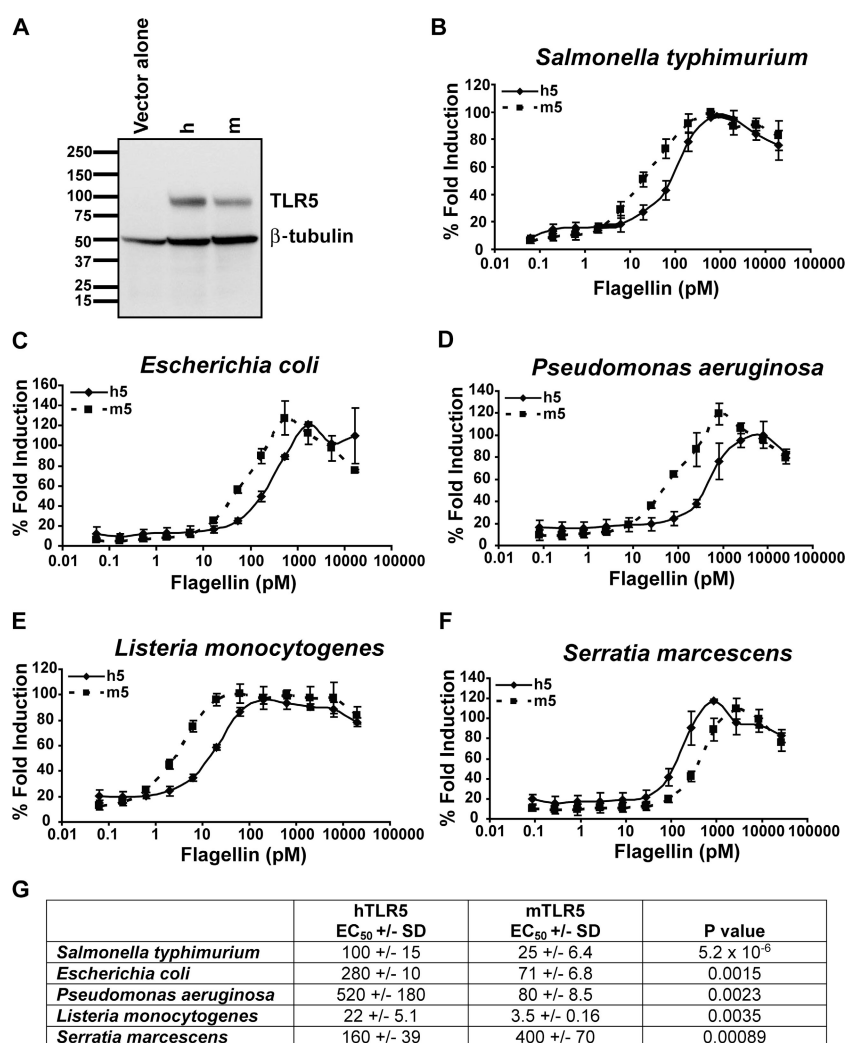 A
Vector alone
h
m
250
150
100
75
50
37
25
15
TLR5
β-tubulin
B
Salmonella typhimurium
% Fold Induction
120
100
80
60
40
20
0
h5
m5
0.01 0.1 1 10 100 1000 10000 100000
Flagellin (pM)
C
Escherichia coli
% Fold Induction
160
140
120
100
80
60
40
20
0
h5
m5
0.01 0.1 1 10 100 1000 10000 100000
Flagellin (pM)
D
Pseudomonas aeruginosa
% Fold Induction
140
120
100
80
60
40
20
0
h5
m5
0.01 0.1 1 10 100 1000 10000 100000
Flagellin (pM)
E
Listeria monocytogenes
% Fold Induction
120
100
80
60
40
20
0
h5
m5
0.01 0.1 1 10 100 1000 10000 100000
Flagellin (pM)
F
Serratia marcescens
% Fold Induction
140
120
100
80
60
40
20
0
h5
m5
0.01 0.1 1 10 100 1000 10000 100000
Flagellin (pM)
G
hTLR5 mTLR5
EC50 +/- SD EC50 +/- SD P value
Salmonella typhimurium 100 +/- 15 25 +/- 6.4 5.2 x 10-6
Escherichia coli 280 +/- 10 71 +/- 6.8 0.0015
Pseudomonas aeruginosa 520 +/- 180 80 +/- 8.5 0.0023
Listeria monocytogenes 22 +/- 5.1 3.5 +/- 0.16 0.0035
Serratia marcescens 160 +/- 39 400 +/- 70 0.00089